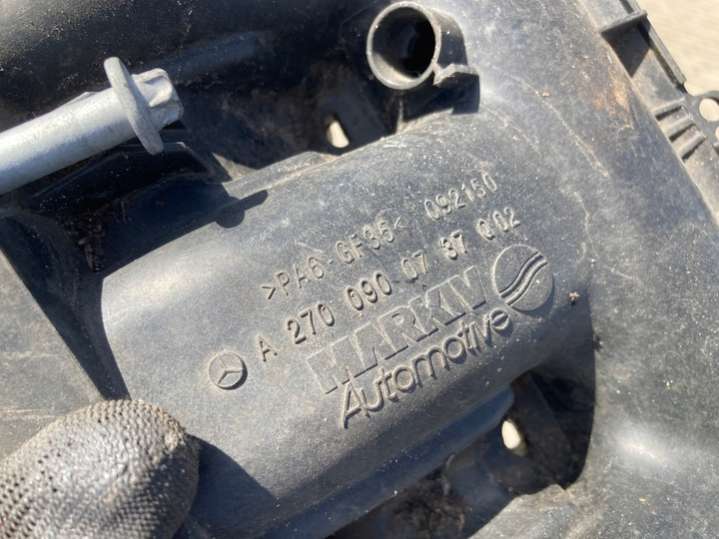 >PA6-GF35< 092150
A 270 090 07 37 Q02
MARKIV
Automotive